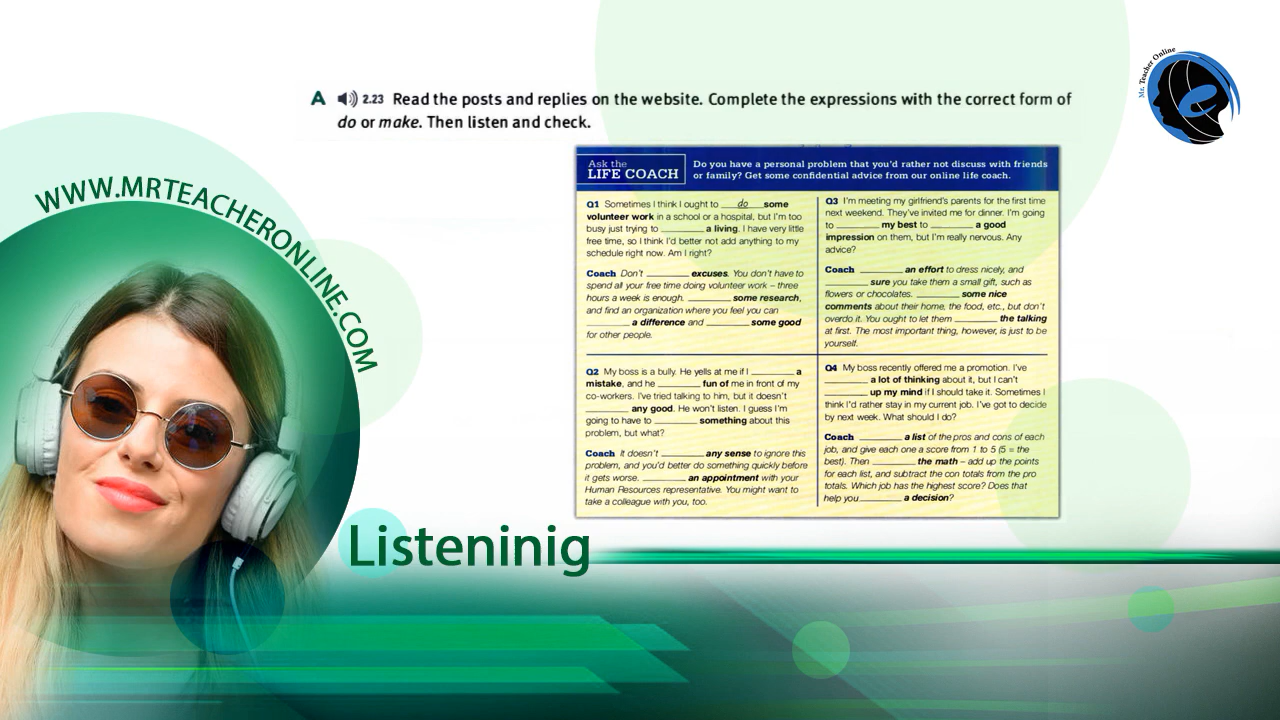 Mr. Teacher Online
WWW.MRTEACHERONLINE.COM
A 2.23 Read the posts and replies on the website. Complete the expressions with the correct form of
do or make. Then listen and check.
Ask the
LIFE COACH
Do you have a personal problem that you'd rather not discuss with friends
or family? Get some confidential advice from our online life coach.
Q1 Sometimes I think I ought to do some
volunteer work in a school or a hospital, but I'm too
busy just trying to ________ a living. I have very little
free time, so I think I'd better not add anything to my
schedule right now. Am I right?
Coach Don't ________ excuses. You don't have to
spend all your free time doing volunteer work – three
hours a week is enough. ________ some research,
and find an organization where you feel you can
________ a difference and ________ some good
for other people.
Q2 My boss is a bully. He yells at me if I ________ a
mistake, and he ________ fun of me in front of my
co-workers. I've tried talking to him, but it doesn't
________ any good. He won't listen. I guess I'm
going to have to ________ something about this
problem, but what?
Coach It doesn't ________ any sense to ignore this
problem, and you'd better do something quickly before
it gets worse. ________ an appointment with your
Human Resources representative. You might want to
take a colleague with you, too.
Q3 I'm meeting my girlfriend's parents for the first time
next weekend. They've invited me for dinner. I'm going
to ________ my best to ________ a good
impression on them, but I'm really nervous. Any
advice?
Coach ________ an effort to dress nicely, and
________ sure you take them a small gift, such as
flowers or chocolates. ________ some nice
comments about their home, the food, etc., but don't
overdo it. You ought to let them ________ the talking
at first. The most important thing, however, is just to be
yourself.
Q4 My boss recently offered me a promotion. I've
________ a lot of thinking about it, but I can't
________ up my mind if I should take it. Sometimes I
think I'd rather stay in my current job. I've got to decide
by next week. What should I do?
Coach ________ a list of the pros and cons of each
job, and give each one a score from 1 to 5 (5 = the
best). Then ________ the math – add up the points
for each list, and subtract the con totals from the pro
totals. Which job has the highest score? Does that
help you ________ a decision?
Listeninig